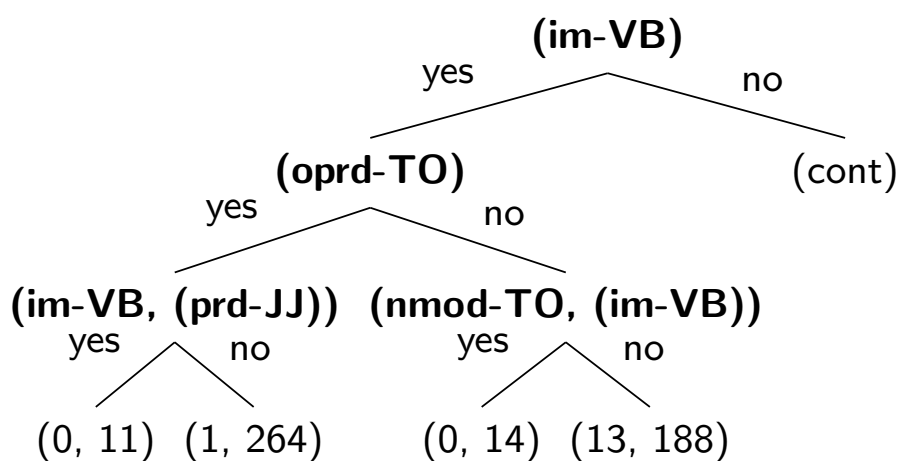 (im-VB)
yes no
(oprd-TO) (cont)
yes no
(im-VB, (prd-JJ)) (nmod-TO, (im-VB))
yes no yes no
(0, 11) (1, 264) (0, 14) (13, 188)